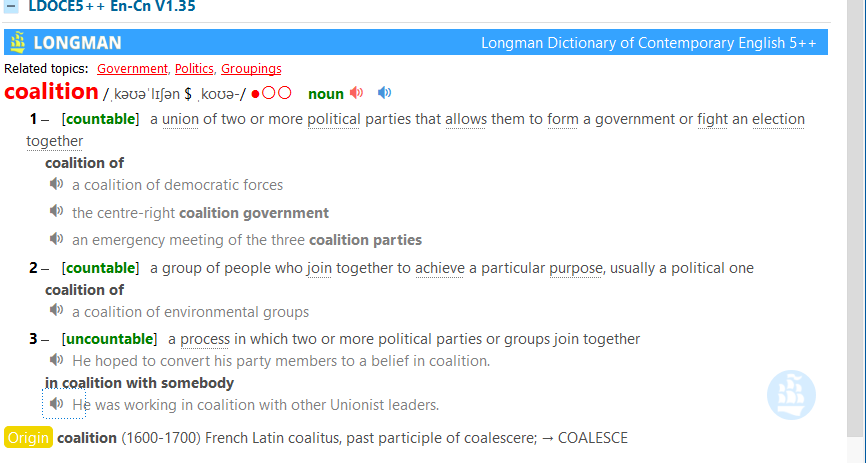 LDOCE5++ En-Cn V1.35
LONGMAN Longman Dictionary of Contemporary English 5++
Related topics: Government, Politics, Groupings
coalition /ˌkəʊəˈlɪʃən $ ˌkoʊə-/ ●○○ noun
1 – [countable] a union of two or more political parties that allows them to form a government or fight an election
together
coalition of
a coalition of democratic forces
the centre-right coalition government
an emergency meeting of the three coalition parties
2 – [countable] a group of people who join together to achieve a particular purpose, usually a political one
coalition of
a coalition of environmental groups
3 – [uncountable] a process in which two or more political parties or groups join together
He hoped to convert his party members to a belief in coalition.
in coalition with somebody
He was working in coalition with other Unionist leaders.
Origin coalition (1600-1700) French Latin coalitus, past participle of coalescere; → COALESCE